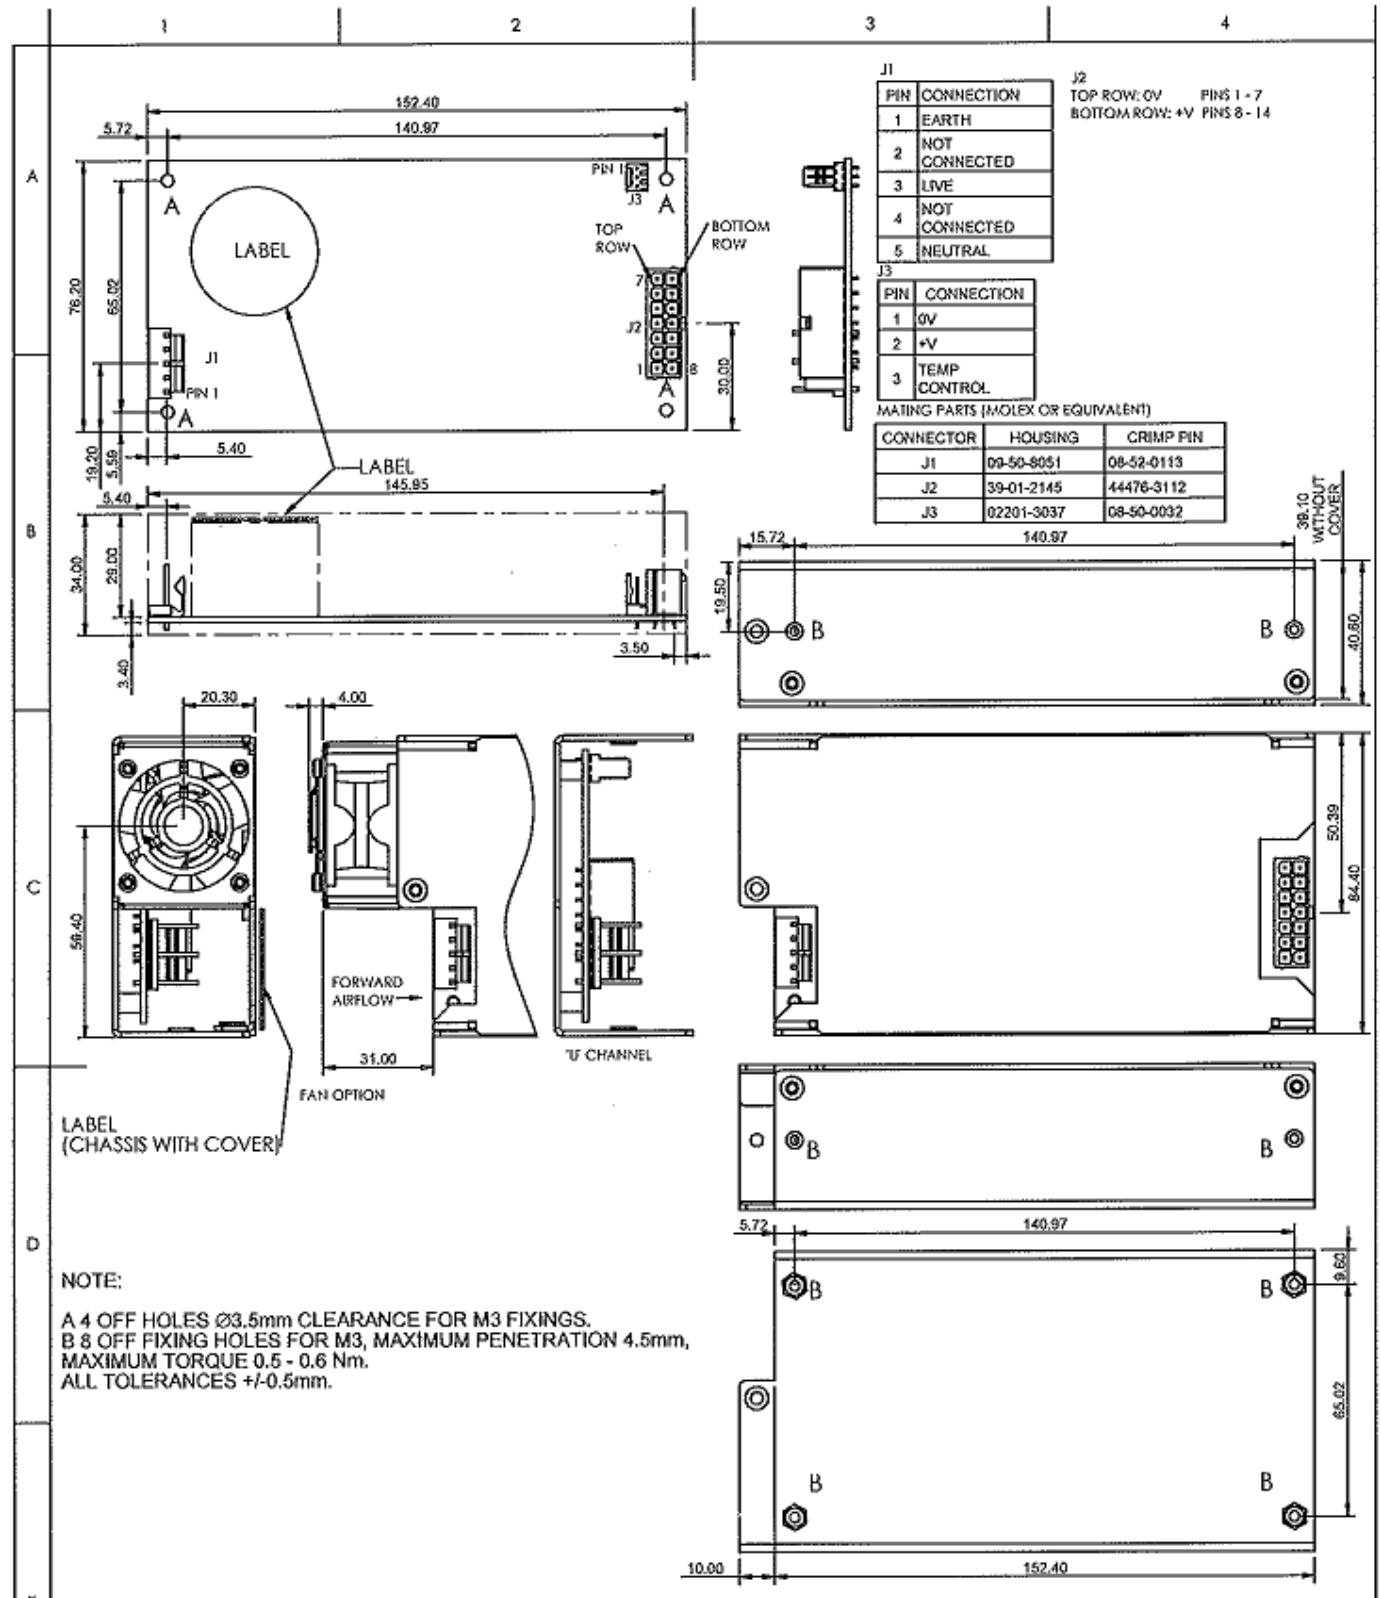 1 2 3 4
A
B
C
D
152.40
5.72 140.97
76.20
65.02
A
A
A
A
LABEL
PIN 1
J3
TOP
ROW
BOTTOM
ROW
7
J2
1 8
J1
PIN 1
30.00
19.20
5.59
5.40
LABEL
145.95
5.40
34.00
29.00
3.40
3.50
J1
PIN CONNECTION
1 EARTH
2 NOT
CONNECTED
3 LIVE
4 NOT
CONNECTED
5 NEUTRAL
J2
TOP ROW: 0V PINS 1 - 7
BOTTOM ROW: +V PINS 8 - 14
J3
PIN CONNECTION
1 0V
2 +V
3 TEMP
CONTROL
MATING PARTS (MOLEX OR EQUIVALENT)
CONNECTOR HOUSING CRIMP PIN
J1 09-50-8051 08-52-0113
J2 39-01-2145 44476-3112
J3 02201-3037 08-50-0032
15.72 140.97
39.10
WITHOUT
COVER
19.50
B B
40.60
20.30
4.00
59.40
FORWARD
AIRFLOW
31.00
FAN OPTION
'U' CHANNEL
50.39
84.40
LABEL
(CHASSIS WITH COVER)
B B
5.72 140.97
9.60
B B
65.02
B B
10.00 152.40
NOTE:
A 4 OFF HOLES Ø3.5mm CLEARANCE FOR M3 FIXINGS.
B 8 OFF FIXING HOLES FOR M3, MAXIMUM PENETRATION 4.5mm,
MAXIMUM TORQUE 0.5 - 0.6 Nm.
ALL TOLERANCES +/-0.5mm.